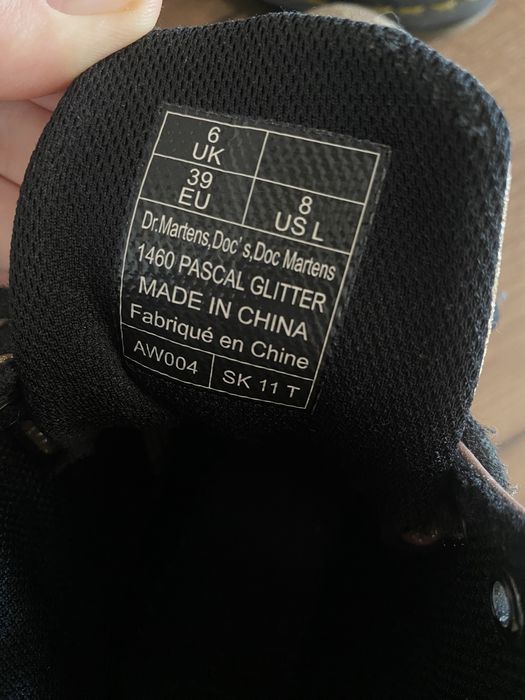 6
UK
39
EU
8
US L
Dr.Martens,Doc's,Doc Martens
1460 PASCAL GLITTER
MADE IN CHINA
Fabriqué en Chine
AW004
SK 11 T